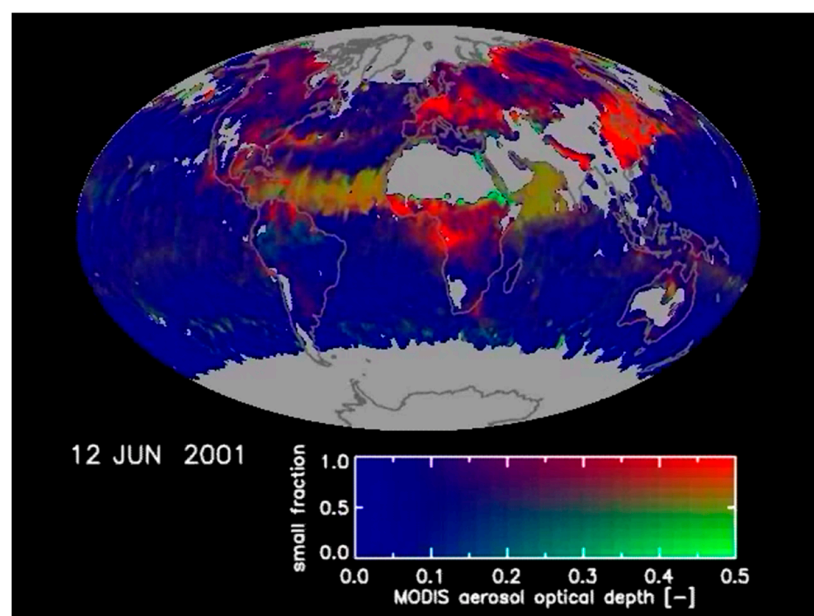 12 JUN 2001
small fraction
1.0
0.5
0.0
0.0 0.1 0.2 0.3 0.4 0.5
MODIS aerosol optical depth [-]